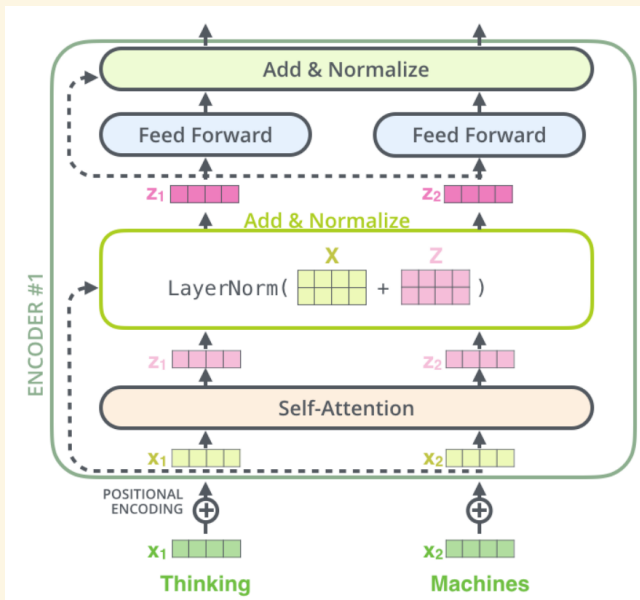 Add & Normalize
Feed Forward Feed Forward
z1 z2
Add & Normalize
X Z
LayerNorm( + )
ENCODER #1
z1 z2
Self-Attention
x1 x2
POSITIONAL
ENCODING
+ +
x1 x2
Thinking Machines